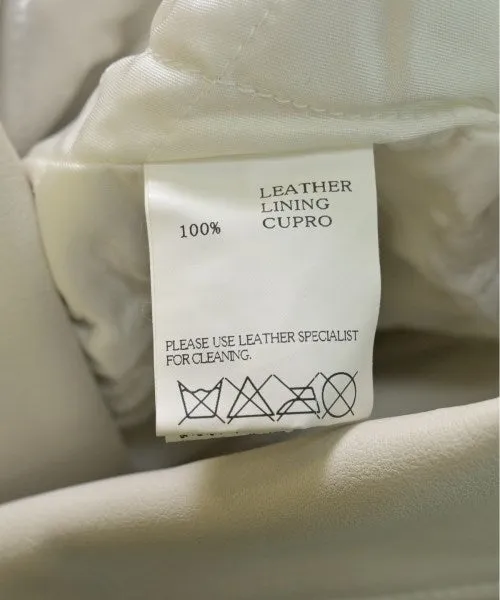 LEATHER
LINING
100% CUPRO
PLEASE USE LEATHER SPECIALIST
FOR CLEANING.